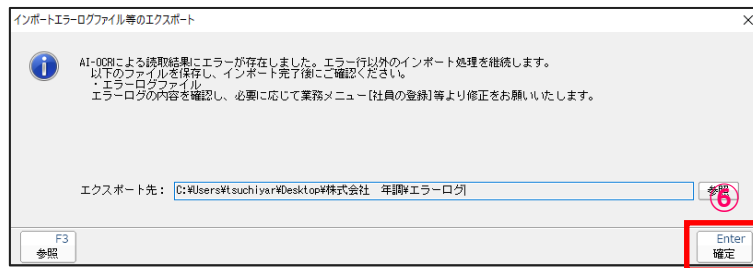 インポートエラーログファイル等のエクスポート
AI-OCRによる読取結果にエラーが存在しました。エラー行以外のインポート処理を継続します。
以下のファイルを保存し、インポート完了後にご確認ください。
・エラーログファイル
エラーログの内容を確認し、必要に応じて業務メニュー[社員の登録]等より修正をお願いいたします。
エクスポート先: C:¥Users¥tsuchiyar¥Desktop¥株式会社　年調¥エラーログ 参照
⑥
F3
参照
Enter
確定